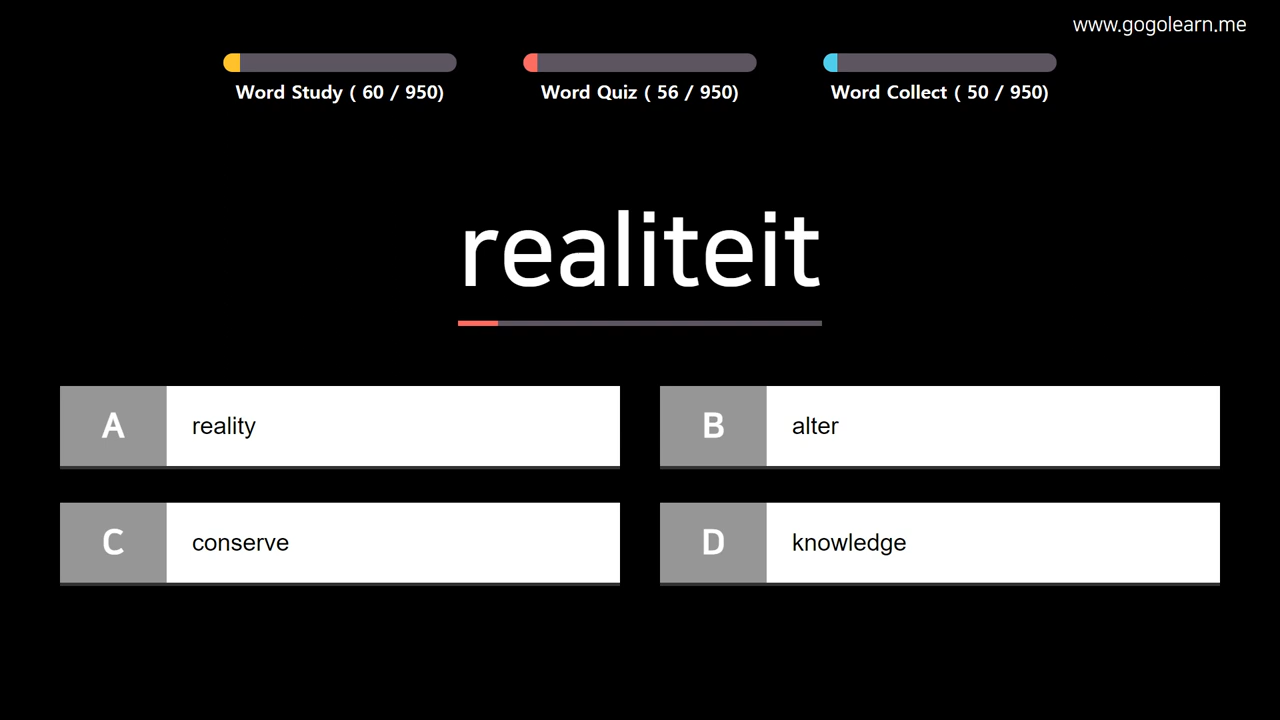 www.gogolearn.me
Word Study ( 60 / 950)
Word Quiz ( 56 / 950)
Word Collect ( 50 / 950)
realiteit
A reality
B alter
C conserve
D knowledge